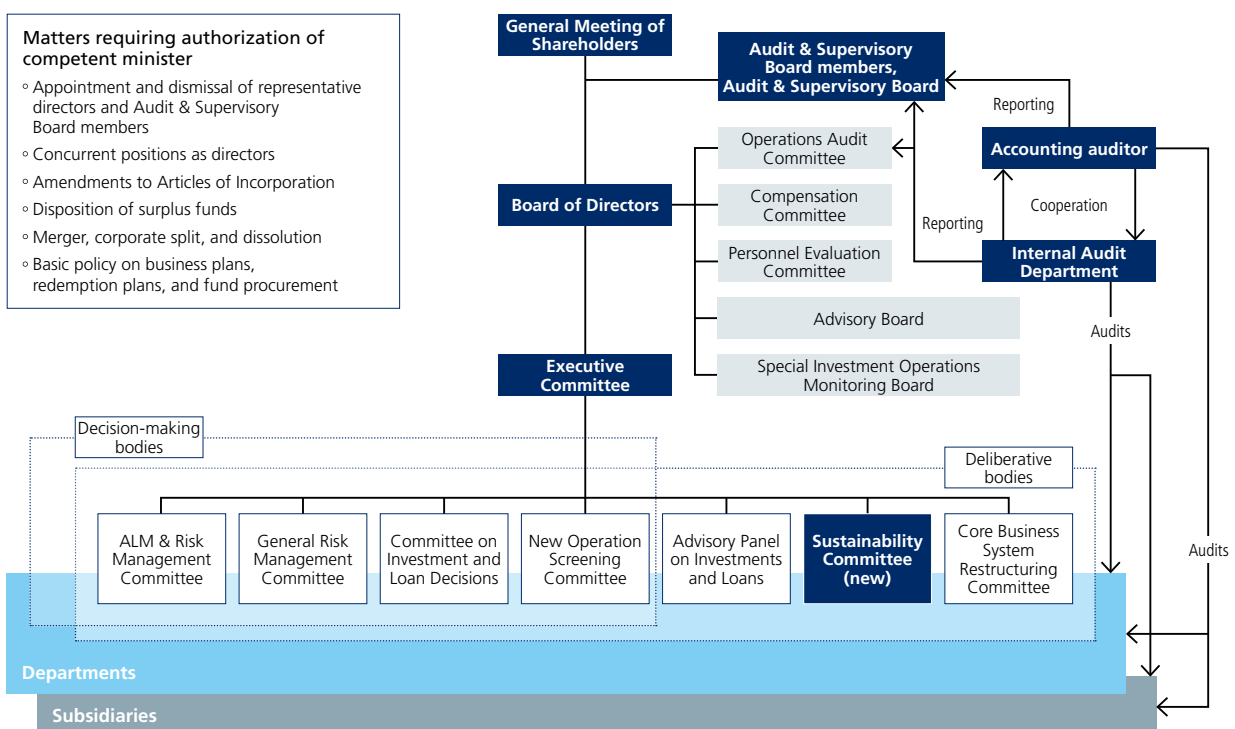 Matters requiring authorization of
competent minister
◦ Appointment and dismissal of representative
directors and Audit & Supervisory
Board members
◦ Concurrent positions as directors
◦ Amendments to Articles of Incorporation
◦ Disposition of surplus funds
◦ Merger, corporate split, and dissolution
◦ Basic policy on business plans,
redemption plans, and fund procurement
General Meeting of
Shareholders
Audit & Supervisory
Board members,
Audit & Supervisory Board
Reporting
Accounting auditor
Operations Audit
Committee
Board of Directors
Compensation
Committee
Cooperation
Reporting
Personnel Evaluation
Committee
Internal Audit
Department
Advisory Board
Audits
Executive
Committee
Special Investment Operations
Monitoring Board
Decision-making
bodies
Deliberative
bodies
ALM & Risk
Management
Committee
General Risk
Management
Committee
Committee on
Investment and
Loan Decisions
New Operation
Screening
Committee
Advisory Panel
on Investments
and Loans
Sustainability
Committee
(new)
Core Business
System
Restructuring
Committee
Audits
Departments
Subsidiaries